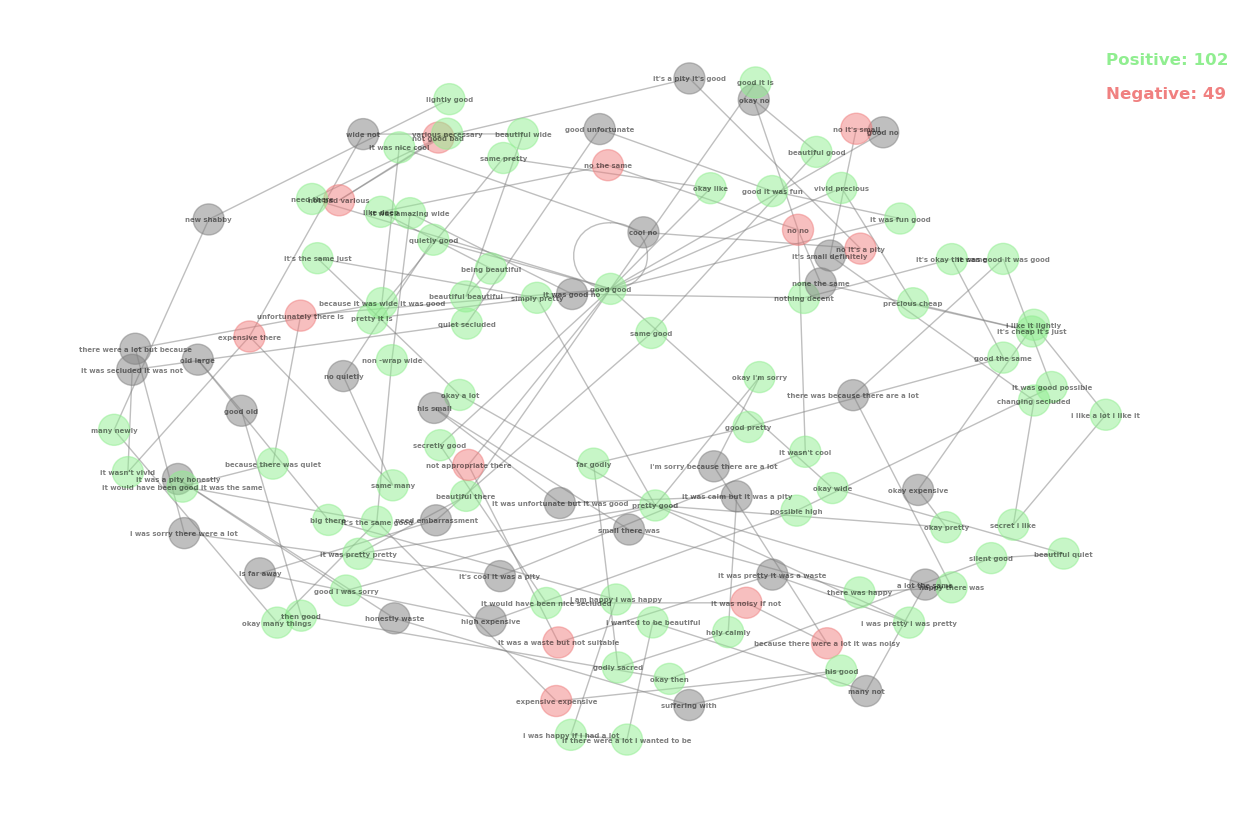 Positive: 102
Negative: 49
it's a pity it's good
good it is
okay no
lightly good
wide not
various necessary
not good bad
it was nice cool
beautiful wide
good unfortunate
no it's small
good no
same pretty
no the same
beautiful good
need there
not bad various
okay like
good it was fun
vivid precious
like deep
it was amazing wide
new shabby
it was fun good
quietly good
cool no
no no
no it's a pity
it's small definitely
it's the same just
it's okay the same
it was good it was good
being beautiful
none the same
good good
it was good no
beautiful beautiful
simply pretty
nothing decent
because it was wide it was good
precious cheap
unfortunately there is
pretty it is
quiet secluded
I like it lightly
it's cheap it's just
expensive there
same good
there were a lot but because
old large
non -wrap wide
good the same
it was secluded it was not
no quietly
okay I'm sorry
it was good possible
okay a lot
there was because there are a lot
changing secluded
his small
good old
I like a lot I like it
many newly
good pretty
secretly good
it wasn't cool
because there was quiet
not appropriate there
far godly
I'm sorry because there are a lot
it wasn't vivid
it was a pity honestly
it would have been good it was the same
same many
okay wide
okay expensive
beautiful there
it was calm but it was a pity
it was unfortunate but it was good
pretty good
possible high
big there
it's the same good
need embarrassment
small there was
okay pretty
secret i like
I was sorry there were a lot
it was pretty pretty
silent good
beautiful quiet
is far away
it's cool it was a pity
it was pretty it was a waste
a lot the same
happy there was
good I was sorry
there was happy
it would have been nice secluded
I am happy I was happy
it was noisy if not
then good
okay many things
honestly waste
high expensive
I wanted to be beautiful
I was pretty I was pretty
holy calmly
it was a waste but not suitable
because there were a lot it was noisy
godly sacred
his good
okay then
many not
expensive expensive
suffering with
I was happy if I had a lot
if there were a lot I wanted to be